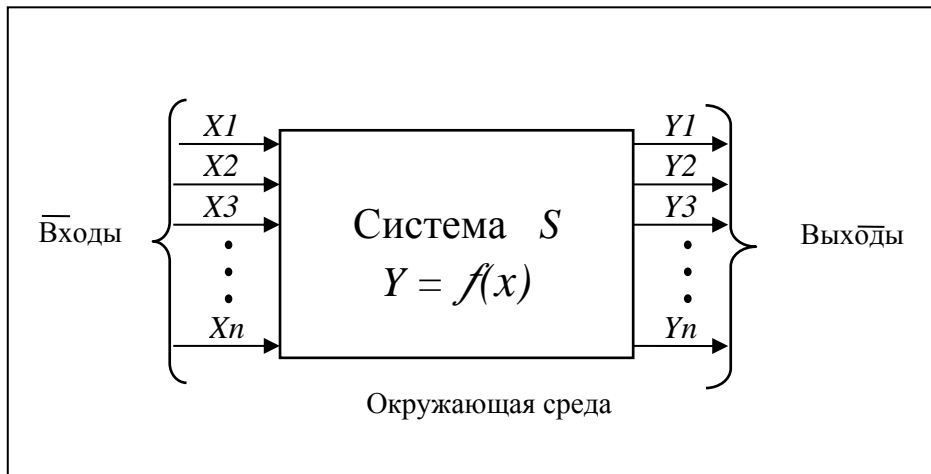 X1
X2
X3
Xn
Входы
Система S
Y = f(x)
Y1
Y2
Y3
Yn
Выходы
Окружающая среда